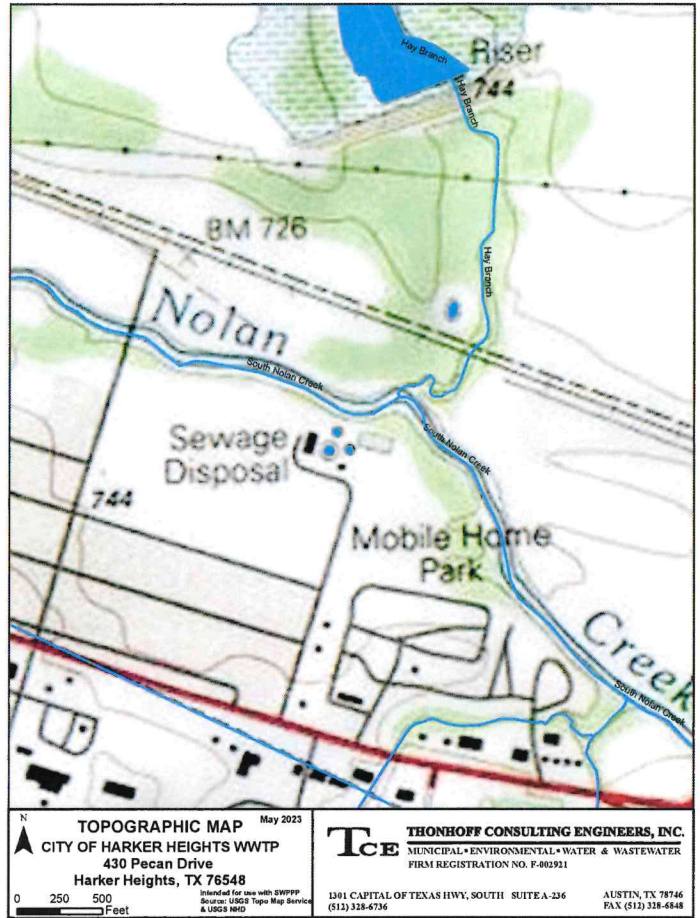 Hay Branch
Riser
744
Hay Branch
BM 726
Hay Branch
Nolan
South Nolan Creek
South Nolan Creek
Sewage
Disposal
744
Mobile Home
Park
Creek
South Nolan Creek
N
TOPOGRAPHIC MAP May 2023
CITY OF HARKER HEIGHTS WWTP
430 Pecan Drive
Harker Heights, TX 76548
0 250 500
Feet
Intended for use with SWPPP
Source: USGS Topo Map Service
& USGS NHD
TCE
THONHOFF CONSULTING ENGINEERS, INC.
MUNICIPAL • ENVIRONMENTAL • WATER & WASTEWATER
FIRM REGISTRATION NO. F-002921
1301 CAPITAL OF TEXAS HWY, SOUTH SUITE A-236 AUSTIN, TX 78746
(512) 328-6736 FAX (512) 328-6848